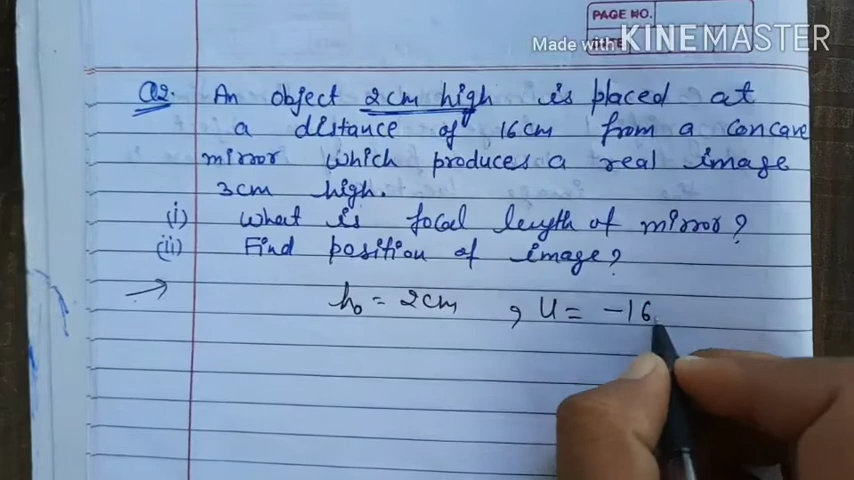 PAGE NO.
Made with KINEMASTER
Q2. An object 2cm high is placed at
a distance of 16cm from a concave
mirror which produces a real image
3cm high.
(i) What is focal length of mirror?
(ii) Find position of image?
→ ho = 2cm , u = -16